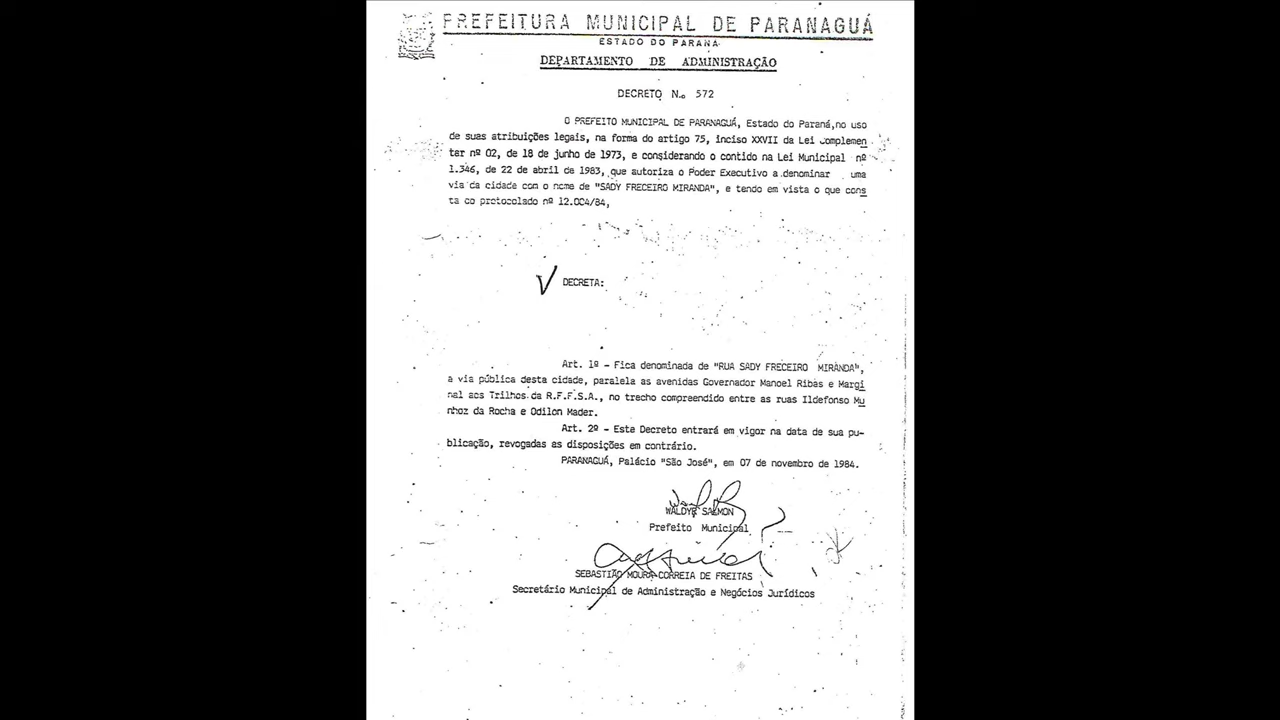 PREFEITURA MUNICIPAL DE PARANAGUÁ
ESTADO DO PARANÁ
DEPARTAMENTO DE ADMINISTRAÇÃO
DECRETO N.º 572
O PREFEITO MUNICIPAL DE PARANAGUÁ, Estado do Paraná,no uso
de suas atribuições legais, na forma do artigo 75, inciso XXVII da Lei Complemen
tar nº 02, de 18 de junho de 1973, e considerando o contido na Lei Municipal nº
1.346, de 22 de abril de 1983, que autoriza o Poder Executivo a denominar uma
via da cidade com o nome de "SADY FRECEIRO MIRANDA", e tendo em vista o que cons
ta co protocolado nº 12.004/84,
DECRETA:
Art. 1º - Fica denominada de "RUA SADY FRECEIRO MIRANDA",
a via pública desta cidade, paralela as avenidas Governador Manoel Ribas e Margi
nal aos Trilhos da R.F.F.S.A., no trecho compreendido entre as ruas Ildefonso Mu
nhoz da Rocha e Odilon Mader.
Art. 2º - Este Decreto entrará em vigor na data de sua pu-
blicação, revogadas as disposições em contrário.
PARANAGUÁ, Palácio "São José", em 07 de novembro de 1984.
WALDYR SALMON
Prefeito Municipal
SEBASTIÃO MOURA CORREIA DE FREITAS
Secretário Municipal de Administração e Negócios Jurídicos